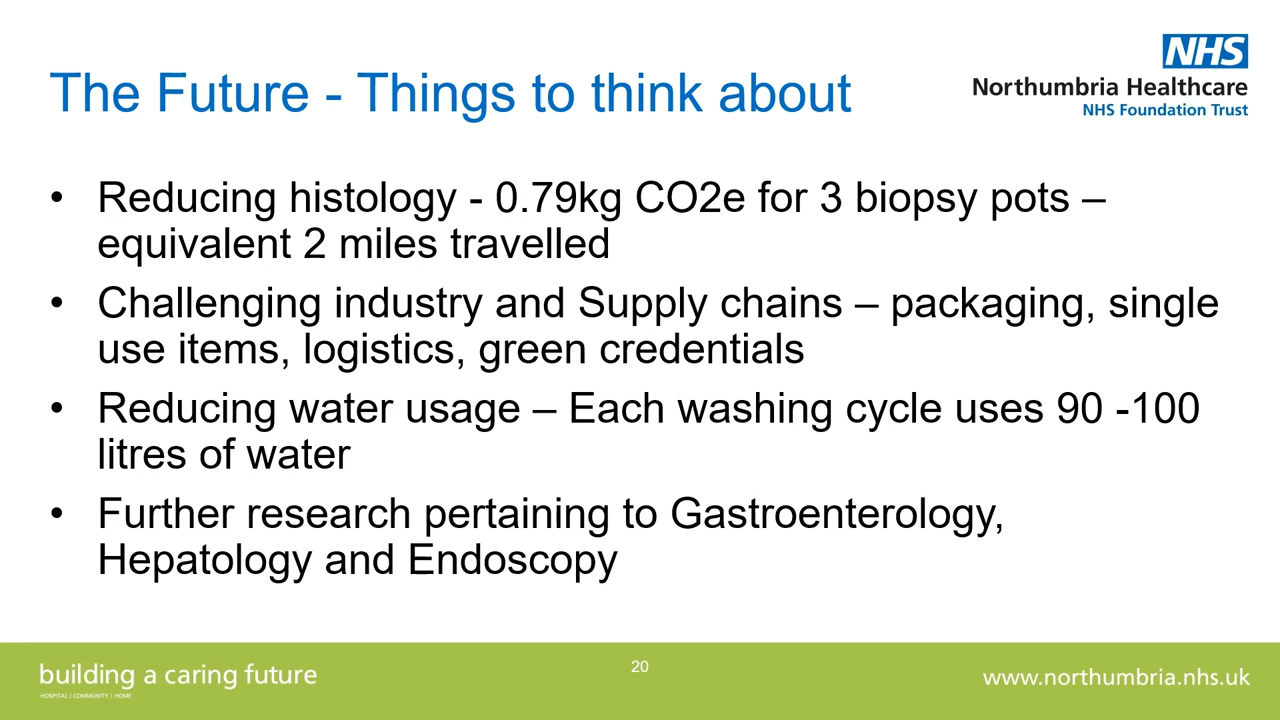 NHS
The Future - Things to think about
Northumbria Healthcare
NHS Foundation Trust
• Reducing histology - 0.79kg CO2e for 3 biopsy pots –
equivalent 2 miles travelled
• Challenging industry and Supply chains – packaging, single
use items, logistics, green credentials
• Reducing water usage – Each washing cycle uses 90 -100
litres of water
• Further research pertaining to Gastroenterology,
Hepatology and Endoscopy
building a caring future
HOSPITAL | COMMUNITY | HOME
20
www.northumbria.nhs.uk